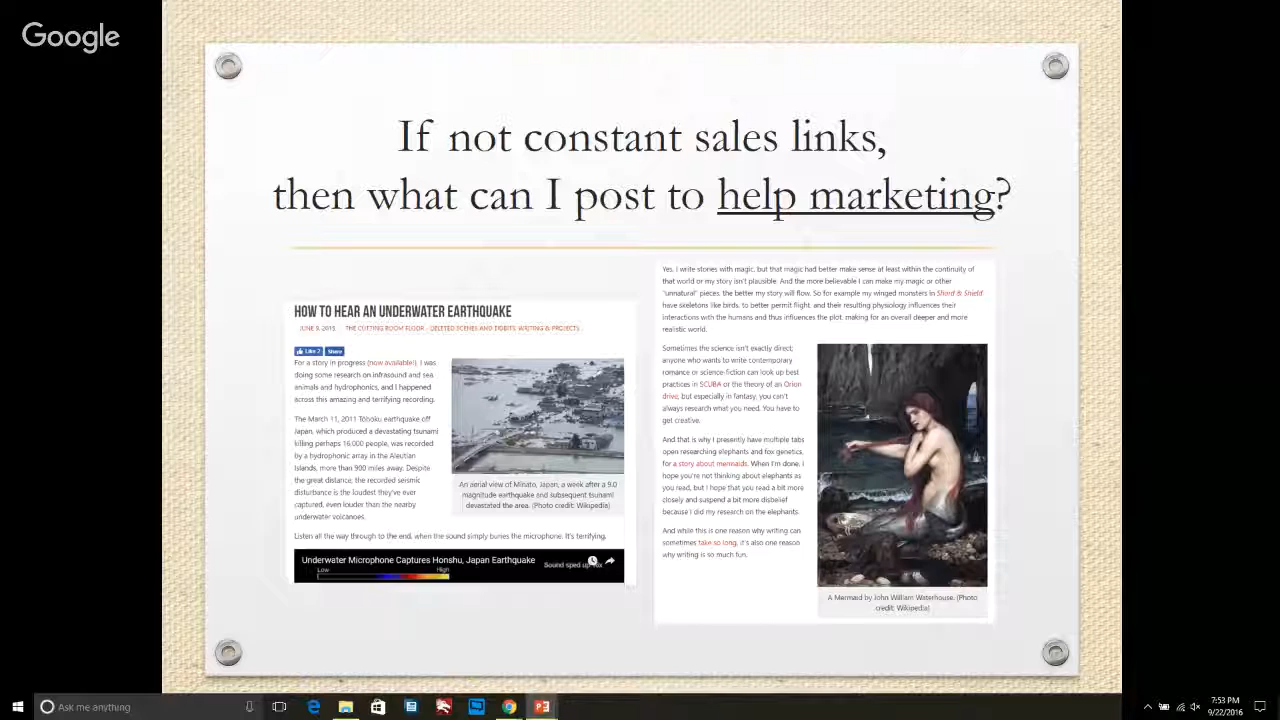 Google
If not constant sales links,
then what can I post to help marketing?
HOW TO HEAR AN UNDERWATER EARTHQUAKE
JUNE 9, 2015 THE CUTTING ROOM FLOOR - DELETED SCENES AND TIDBITS, WRITING & PROJECTS
Like 2 Share
For a story in progress (now available!), I was
doing some research on infrasound and sea
animals and hydrophonics, and I happened
across this amazing and terrifying recording.
The March 11, 2011 Tōhoku earthquake off
Japan, which produced a devastating tsunami
killing perhaps 16,000 people, was recorded
by a hydrophonic array in the Aleutian
Islands, more than 900 miles away. Despite
the great distance, the recorded seismic
disturbance is the loudest they've ever
captured, even louder than the nearby
underwater volcanoes.
An aerial view of Minato, Japan, a week after a 9.0
magnitude earthquake and subsequent tsunami
devastated the area. (Photo credit: Wikipedia)
Listen all the way through to the end, when the sound simply buries the microphone. It's terrifying.
Underwater Microphone Captures Honshu, Japan Earthquake
Sound sped up 16x
Low High
Yes, I write stories with magic, but that magic had better make sense at least within the continuity of
that world or my story isn't plausible. And the more believable I can make my magic or other
"unnatural" pieces, the better my story will flow. So for example my winged monsters in Shard & Shield
have skeletons like birds, to better permit flight, and their resulting physiology influences their
interactions with the humans and thus influences the plot, making for an overall deeper and more
realistic world.
Sometimes the science isn't exactly direct;
anyone who wants to write contemporary
romance or science-fiction can look up best
practices in SCUBA or the theory of an Orion
drive, but especially in fantasy, you can't
always research what you need. You have to
get creative.
And that is why I presently have multiple tabs
open researching elephants and fox genetics,
for a story about mermaids. When I'm done, I
hope you're not thinking about elephants as
you read, but I hope that you read a bit more
closely and suspend a bit more disbelief
because I did my research on the elephants.
And while this is one reason why writing can
sometimes take so long, it's also one reason
why writing is so much fun.
A Mermaid by John William Waterhouse. (Photo
credit: Wikipedia)
Ask me anything
7:53 PM
9/22/2016